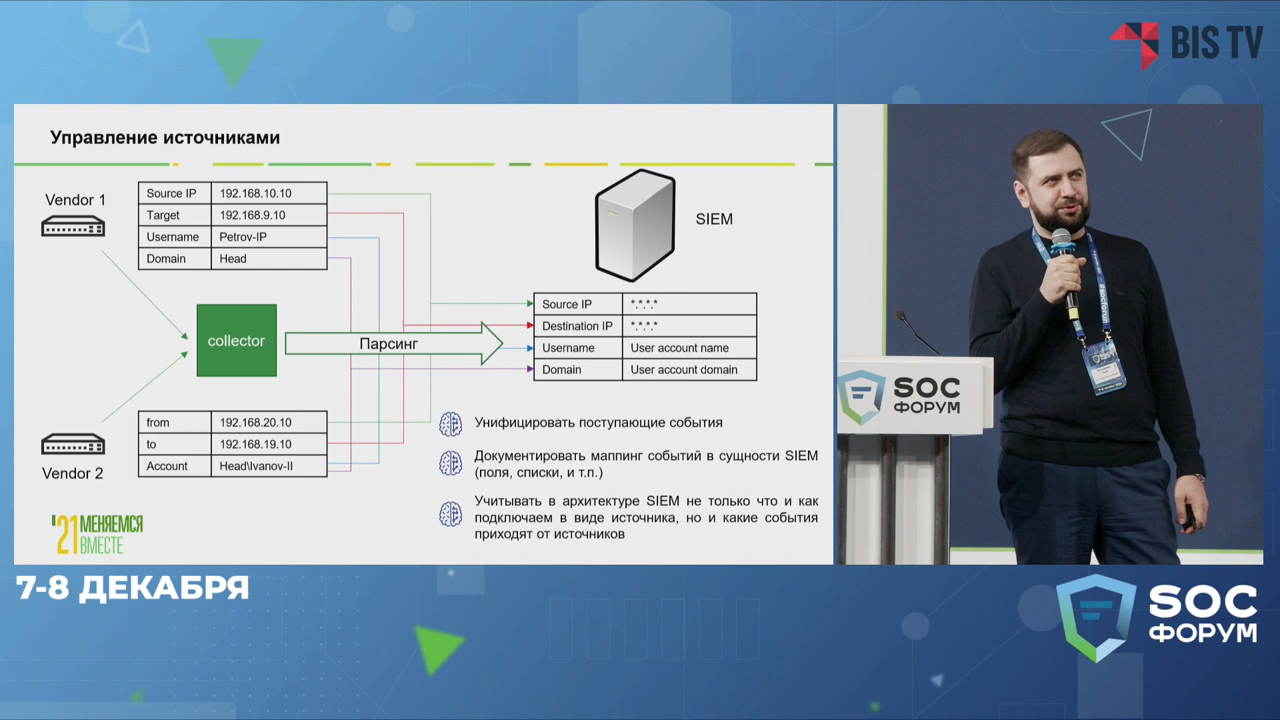 BIS TV
Управление источниками
Vendor 1
Source IP 192.168.10.10
Target 192.168.9.10
Username Petrov-IP
Domain Head
SIEM
collector
Парсинг
Source IP *.*.*.*
Destination IP *.*.*.*
Username User account name
Domain User account domain
Vendor 2
from 192.168.20.10
to 192.168.19.10
Account Head\Ivanov-II
Унифицировать поступающие события
Документировать маппинг событий в сущности SIEM
(поля, списки, и т.п.)
Учитывать в архитектуре SIEM не только что и как
подключаем в виде источника, но и какие события
приходят от источников
'21 МЕНЯЕМСЯ
ВМЕСТЕ
SOC
ФОРУМ
#socforum
7-8 ДЕКАБРЯ
SOC
ФОРУМ